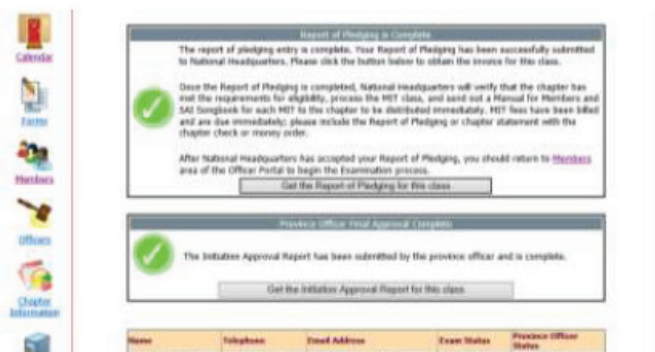 Report of Pledging is Complete
The report of pledging entry is complete. Your Report of Pledging has been successfully submitted
to National Headquarters. Please click the button below to obtain the invoice for this class.
Once the Report of Pledging is completed, National Headquarters will verify that the chapter has
met the requirements for eligibility, process the MIT class, and send out a Manual for Members and
SAI Songbook for each MIT to the chapter to be distributed immediately. MIT fees have been billed
and are due immediately; please include the Report of Pledging or chapter statement with the
chapter check or money order.
After National Headquarters has accepted your Report of Pledging, you should return to Members
area of the Officer Portal to begin the Examination process.
Get the Report of Pledging for this class
Province Officer Final Approval Complete
The Initiation Approval Report has been submitted by the province officer and is complete.
Get the Initiation Approval Report for this class
Name Telephone Email Address Exam Status Province Officer
Status
Calendar
Forms
Members
Officers
Chapter
Information